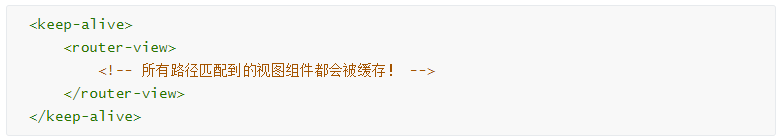 <keep-alive>
    <router-view>
        <!-- 所有路径匹配到的视图组件都会被缓存！ -->
    </router-view>
</keep-alive>